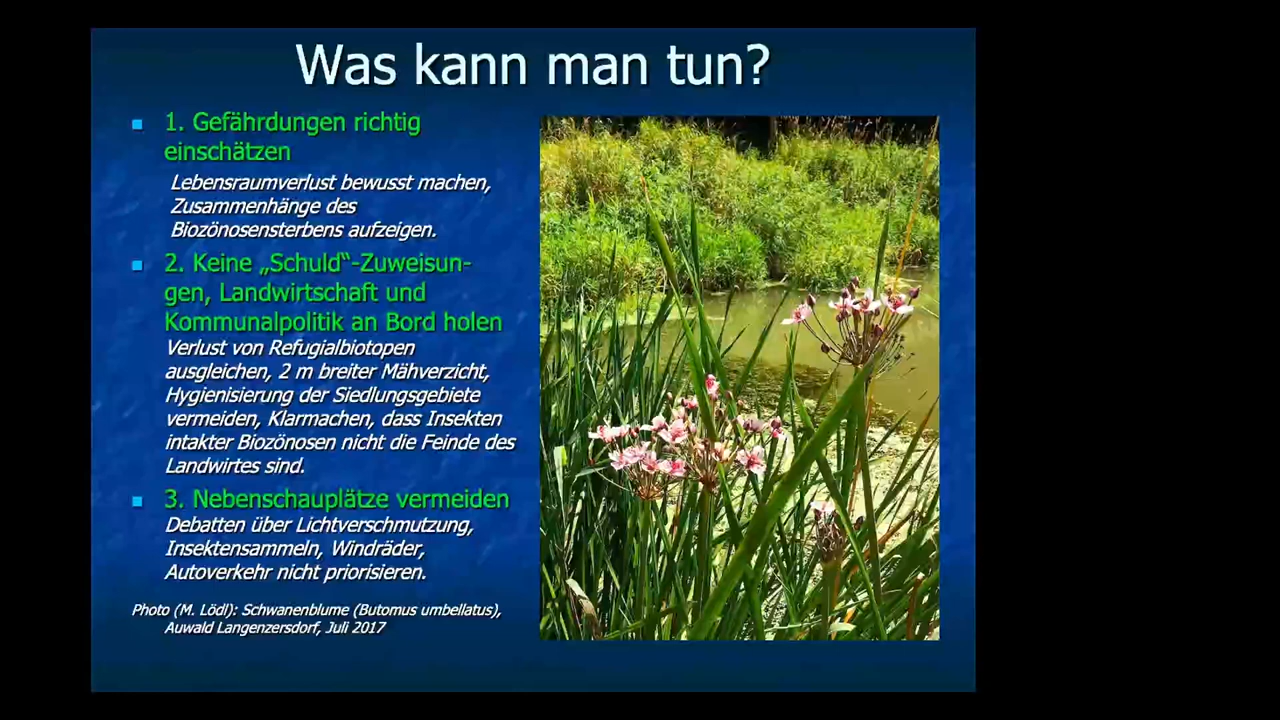 Was kann man tun?
1. Gefährdungen richtig
einschätzen
Lebensraumverlust bewusst machen,
Zusammenhänge des
Biozönosensterbens aufzeigen.
2. Keine „Schuld“-Zuweisun-
gen, Landwirtschaft und
Kommunalpolitik an Bord holen
Verlust von Refugialbiotopen
ausgleichen, 2 m breiter Mähverzicht,
Hygienisierung der Siedlungsgebiete
vermeiden, Klarmachen, dass Insekten
intakter Biozönosen nicht die Feinde des
Landwirtes sind.
3. Nebenschauplätze vermeiden
Debatten über Lichtverschmutzung,
Insektensammeln, Windräder,
Autoverkehr nicht priorisieren.
Photo (M. Lödl): Schwanenblume (Butomus umbellatus),
Auwald Langenzersdorf, Juli 2017